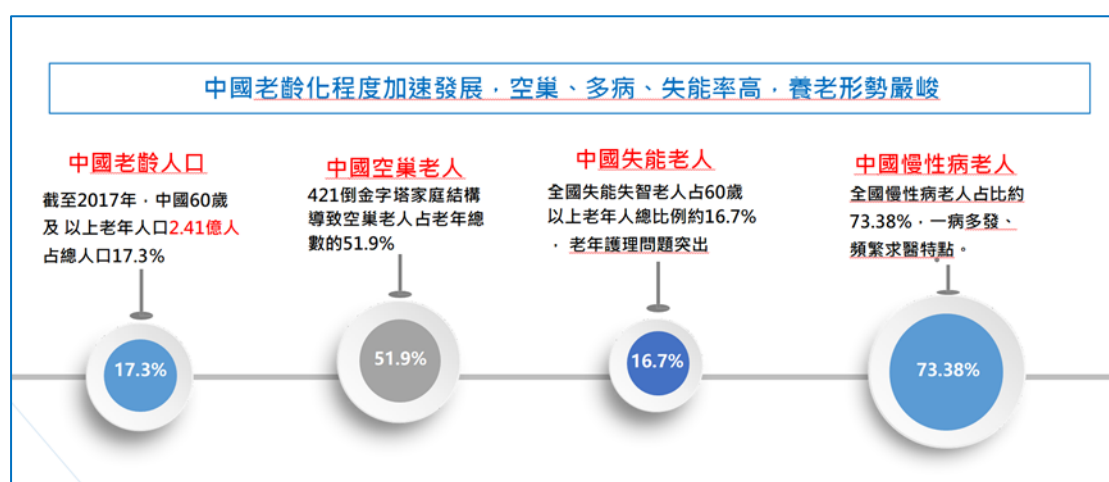 中國老齡化程度加速發展，空巢、多病、失能率高，養老形勢嚴峻
中國老齡人口
截至2017年，中國60歲
及 以上老年人口2.41億人
占總人口17.3%
中國空巢老人
421倒金字塔家庭結構
導致空巢老人占老年總
數的51.9%
中國失能老人
全國失能失智老人占60歲
以上老年人總比例約16.7%
，老年護理問題突出
中國慢性病老人
全國慢性病老人占比約
73.38%，一病多發、
頻繁求醫特點。
17.3%
51.9%
16.7%
73.38%